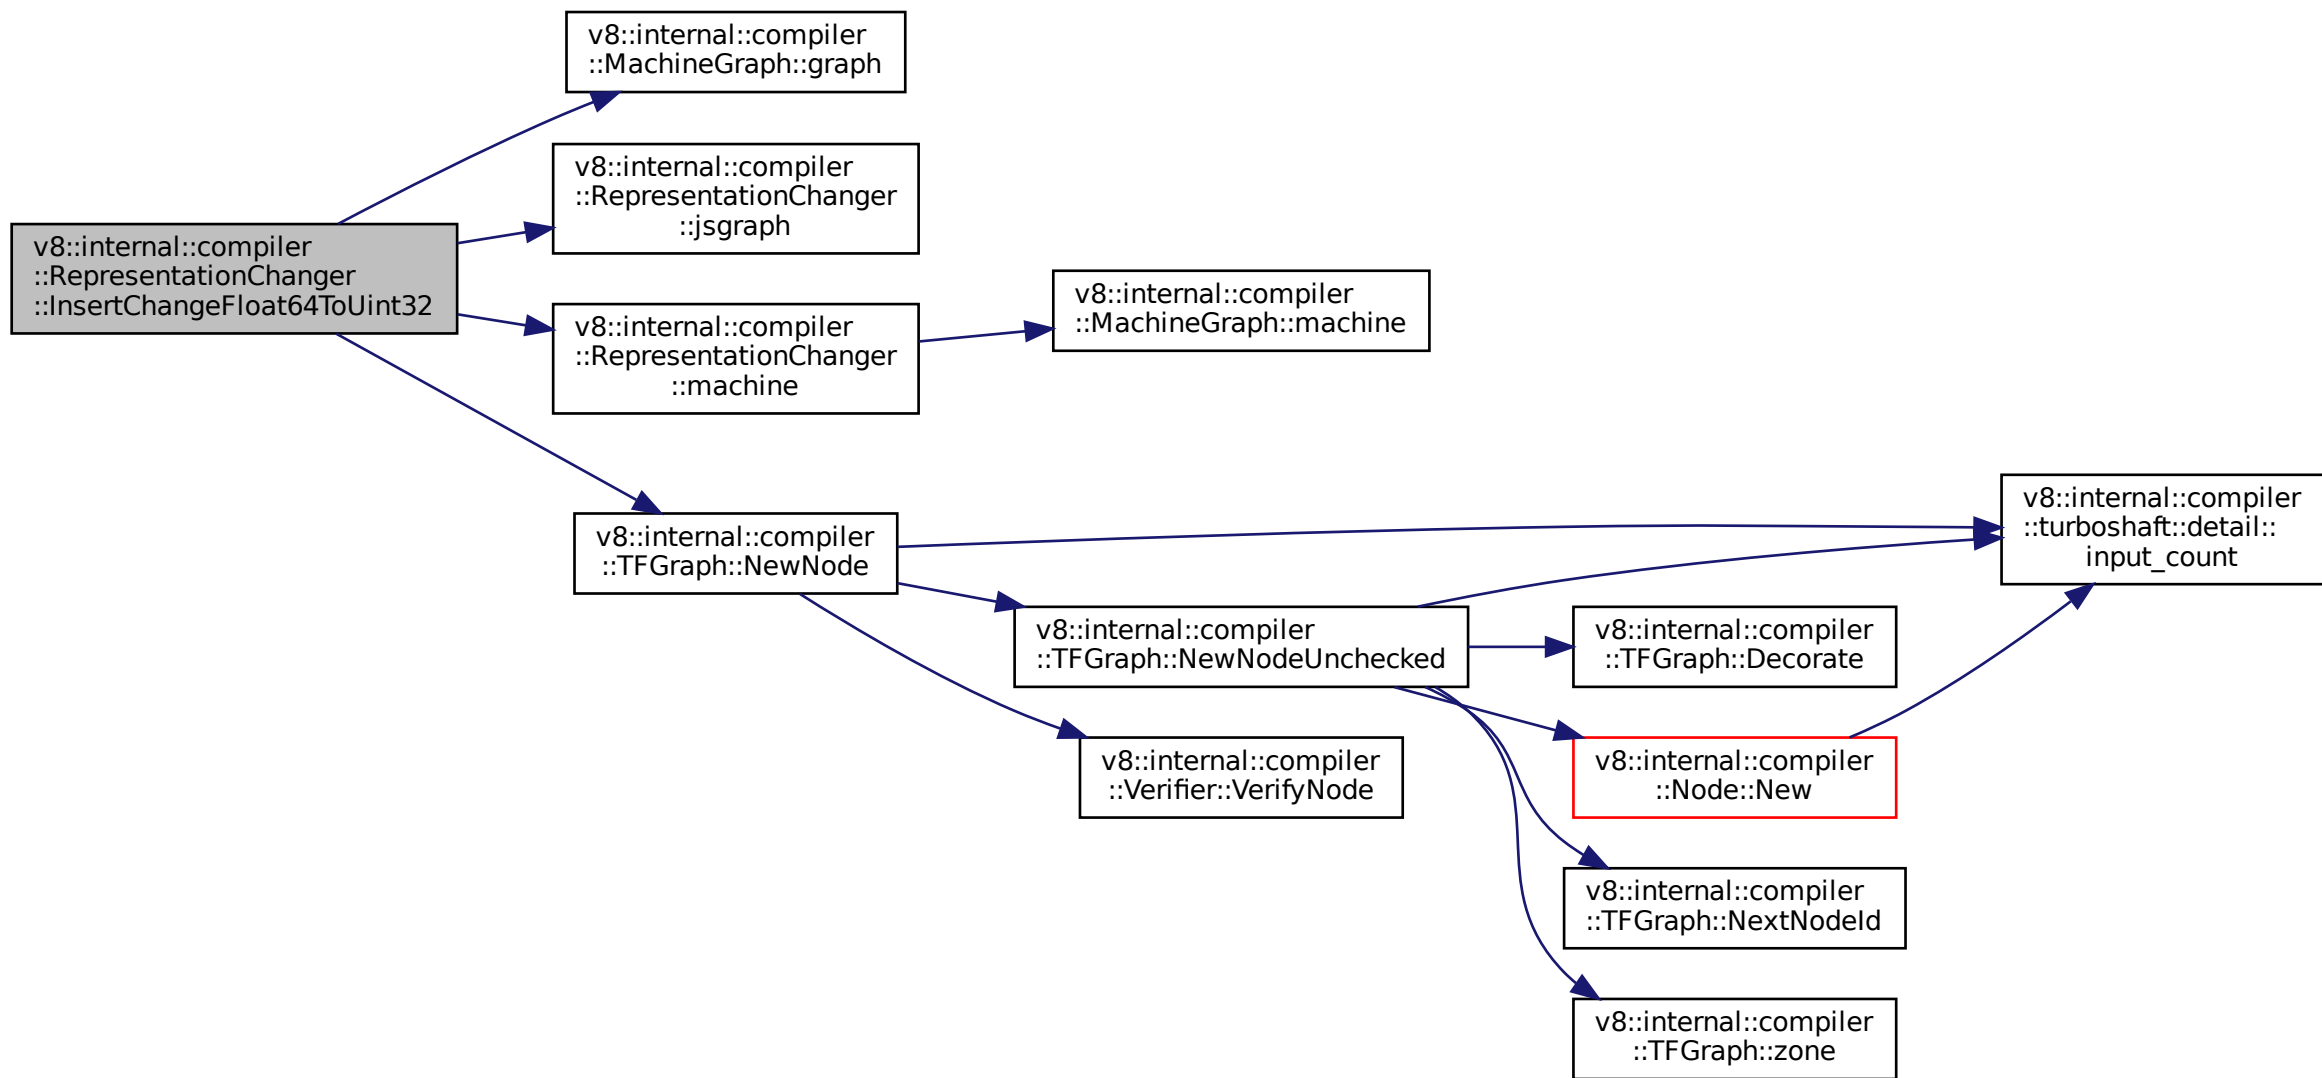 v8::internal::compiler
::MachineGraph::graph
v8::internal::compiler
::RepresentationChanger
::jsgraph
v8::internal::compiler
::RepresentationChanger
::InsertChangeFloat64ToUint32
v8::internal::compiler
::MachineGraph::machine
v8::internal::compiler
::RepresentationChanger
::machine
v8::internal::compiler
::turboshaft::detail::
input_count
v8::internal::compiler
::TFGraph::NewNode
v8::internal::compiler
::TFGraph::NewNodeUnchecked
v8::internal::compiler
::TFGraph::Decorate
v8::internal::compiler
::Verifier::VerifyNode
v8::internal::compiler
::Node::New
v8::internal::compiler
::TFGraph::NextNodeId
v8::internal::compiler
::TFGraph::zone